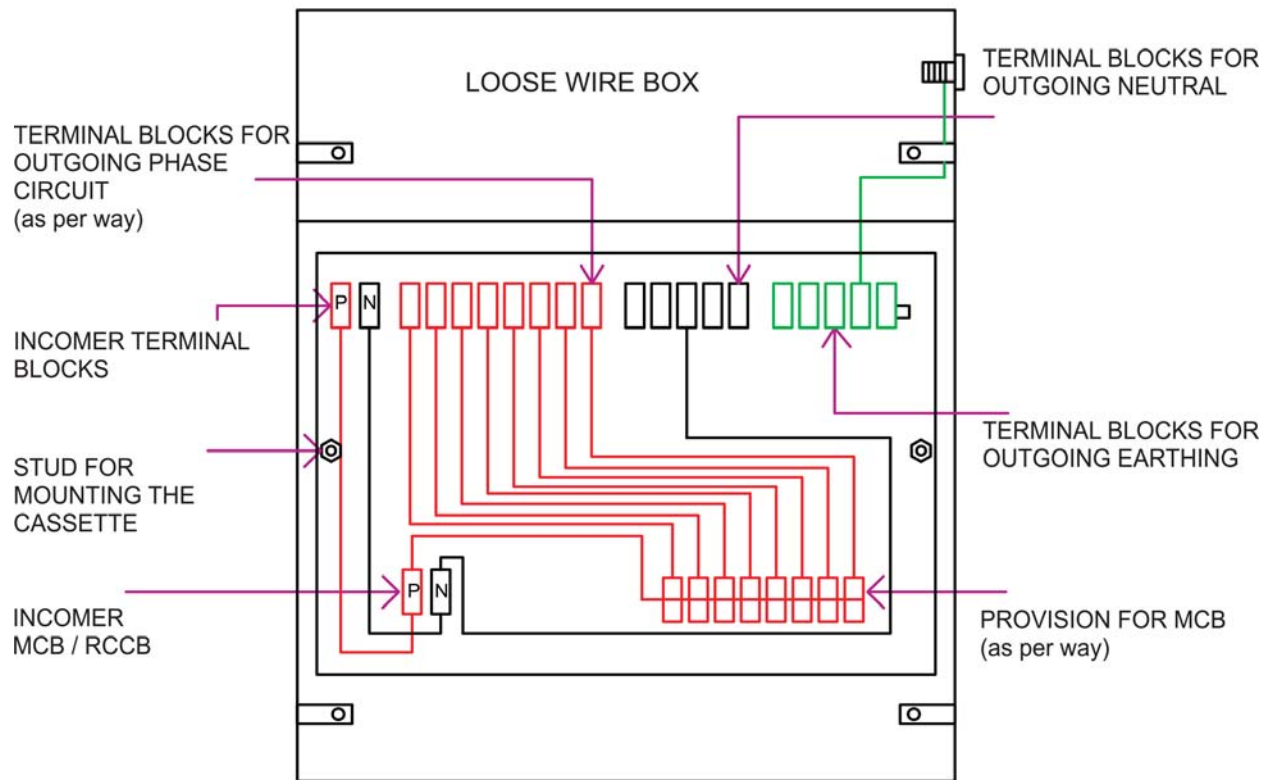 LOOSE WIRE BOX
TERMINAL BLOCKS FOR
OUTGOING NEUTRAL
TERMINAL BLOCKS FOR
OUTGOING PHASE
CIRCUIT
(as per way)
P
N
INCOMER TERMINAL
BLOCKS
TERMINAL BLOCKS FOR
OUTGOING EARTHING
STUD FOR
MOUNTING THE
CASSETTE
P
N
INCOMER
MCB / RCCB
PROVISION FOR MCB
(as per way)